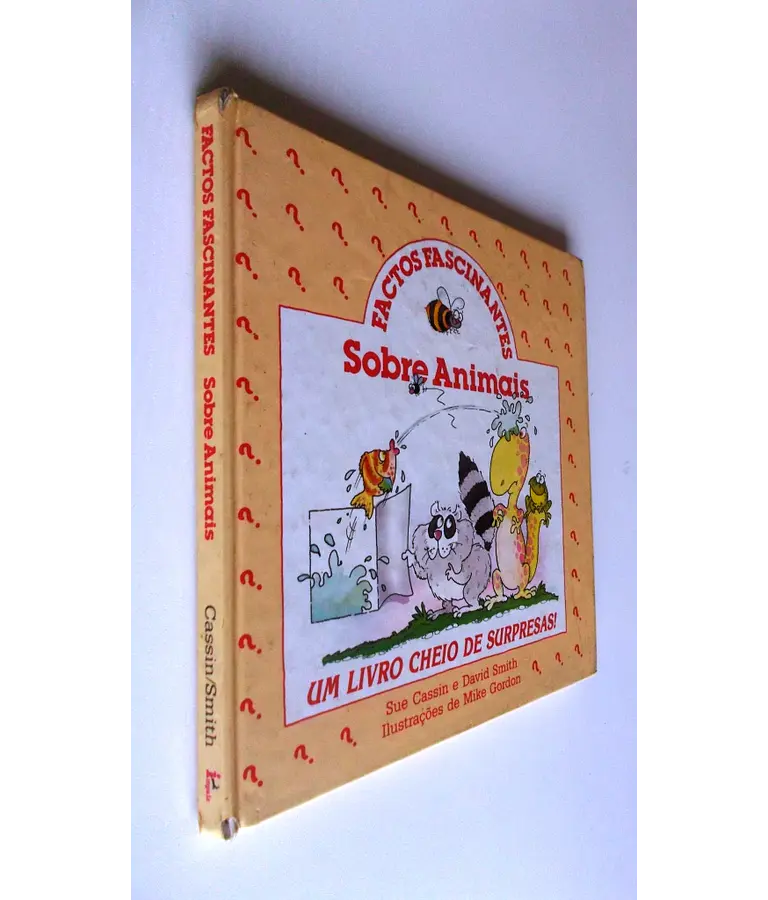 FACTOS FASCINANTES Sobre Animais Cassin/Smith
FACTOS FASCINANTES
Sobre Animais
UM LIVRO CHEIO DE SURPRESAS!
Sue Cassin e David Smith
Ilustrações de Mike Gordon